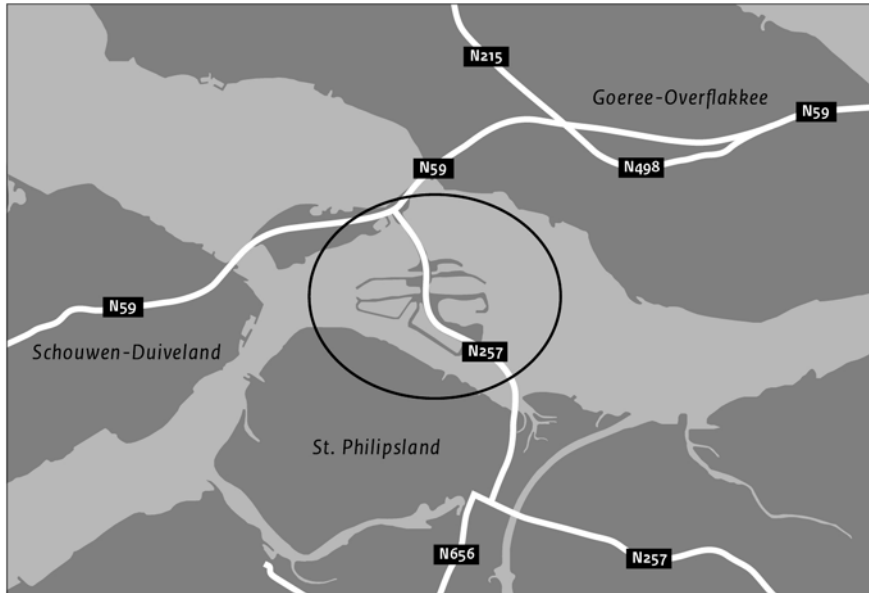 N215
Goeree-Overflakkee
N59
N59
N498
N59
Schouwen-Duiveland
N257
St. Philipsland
N656
N257